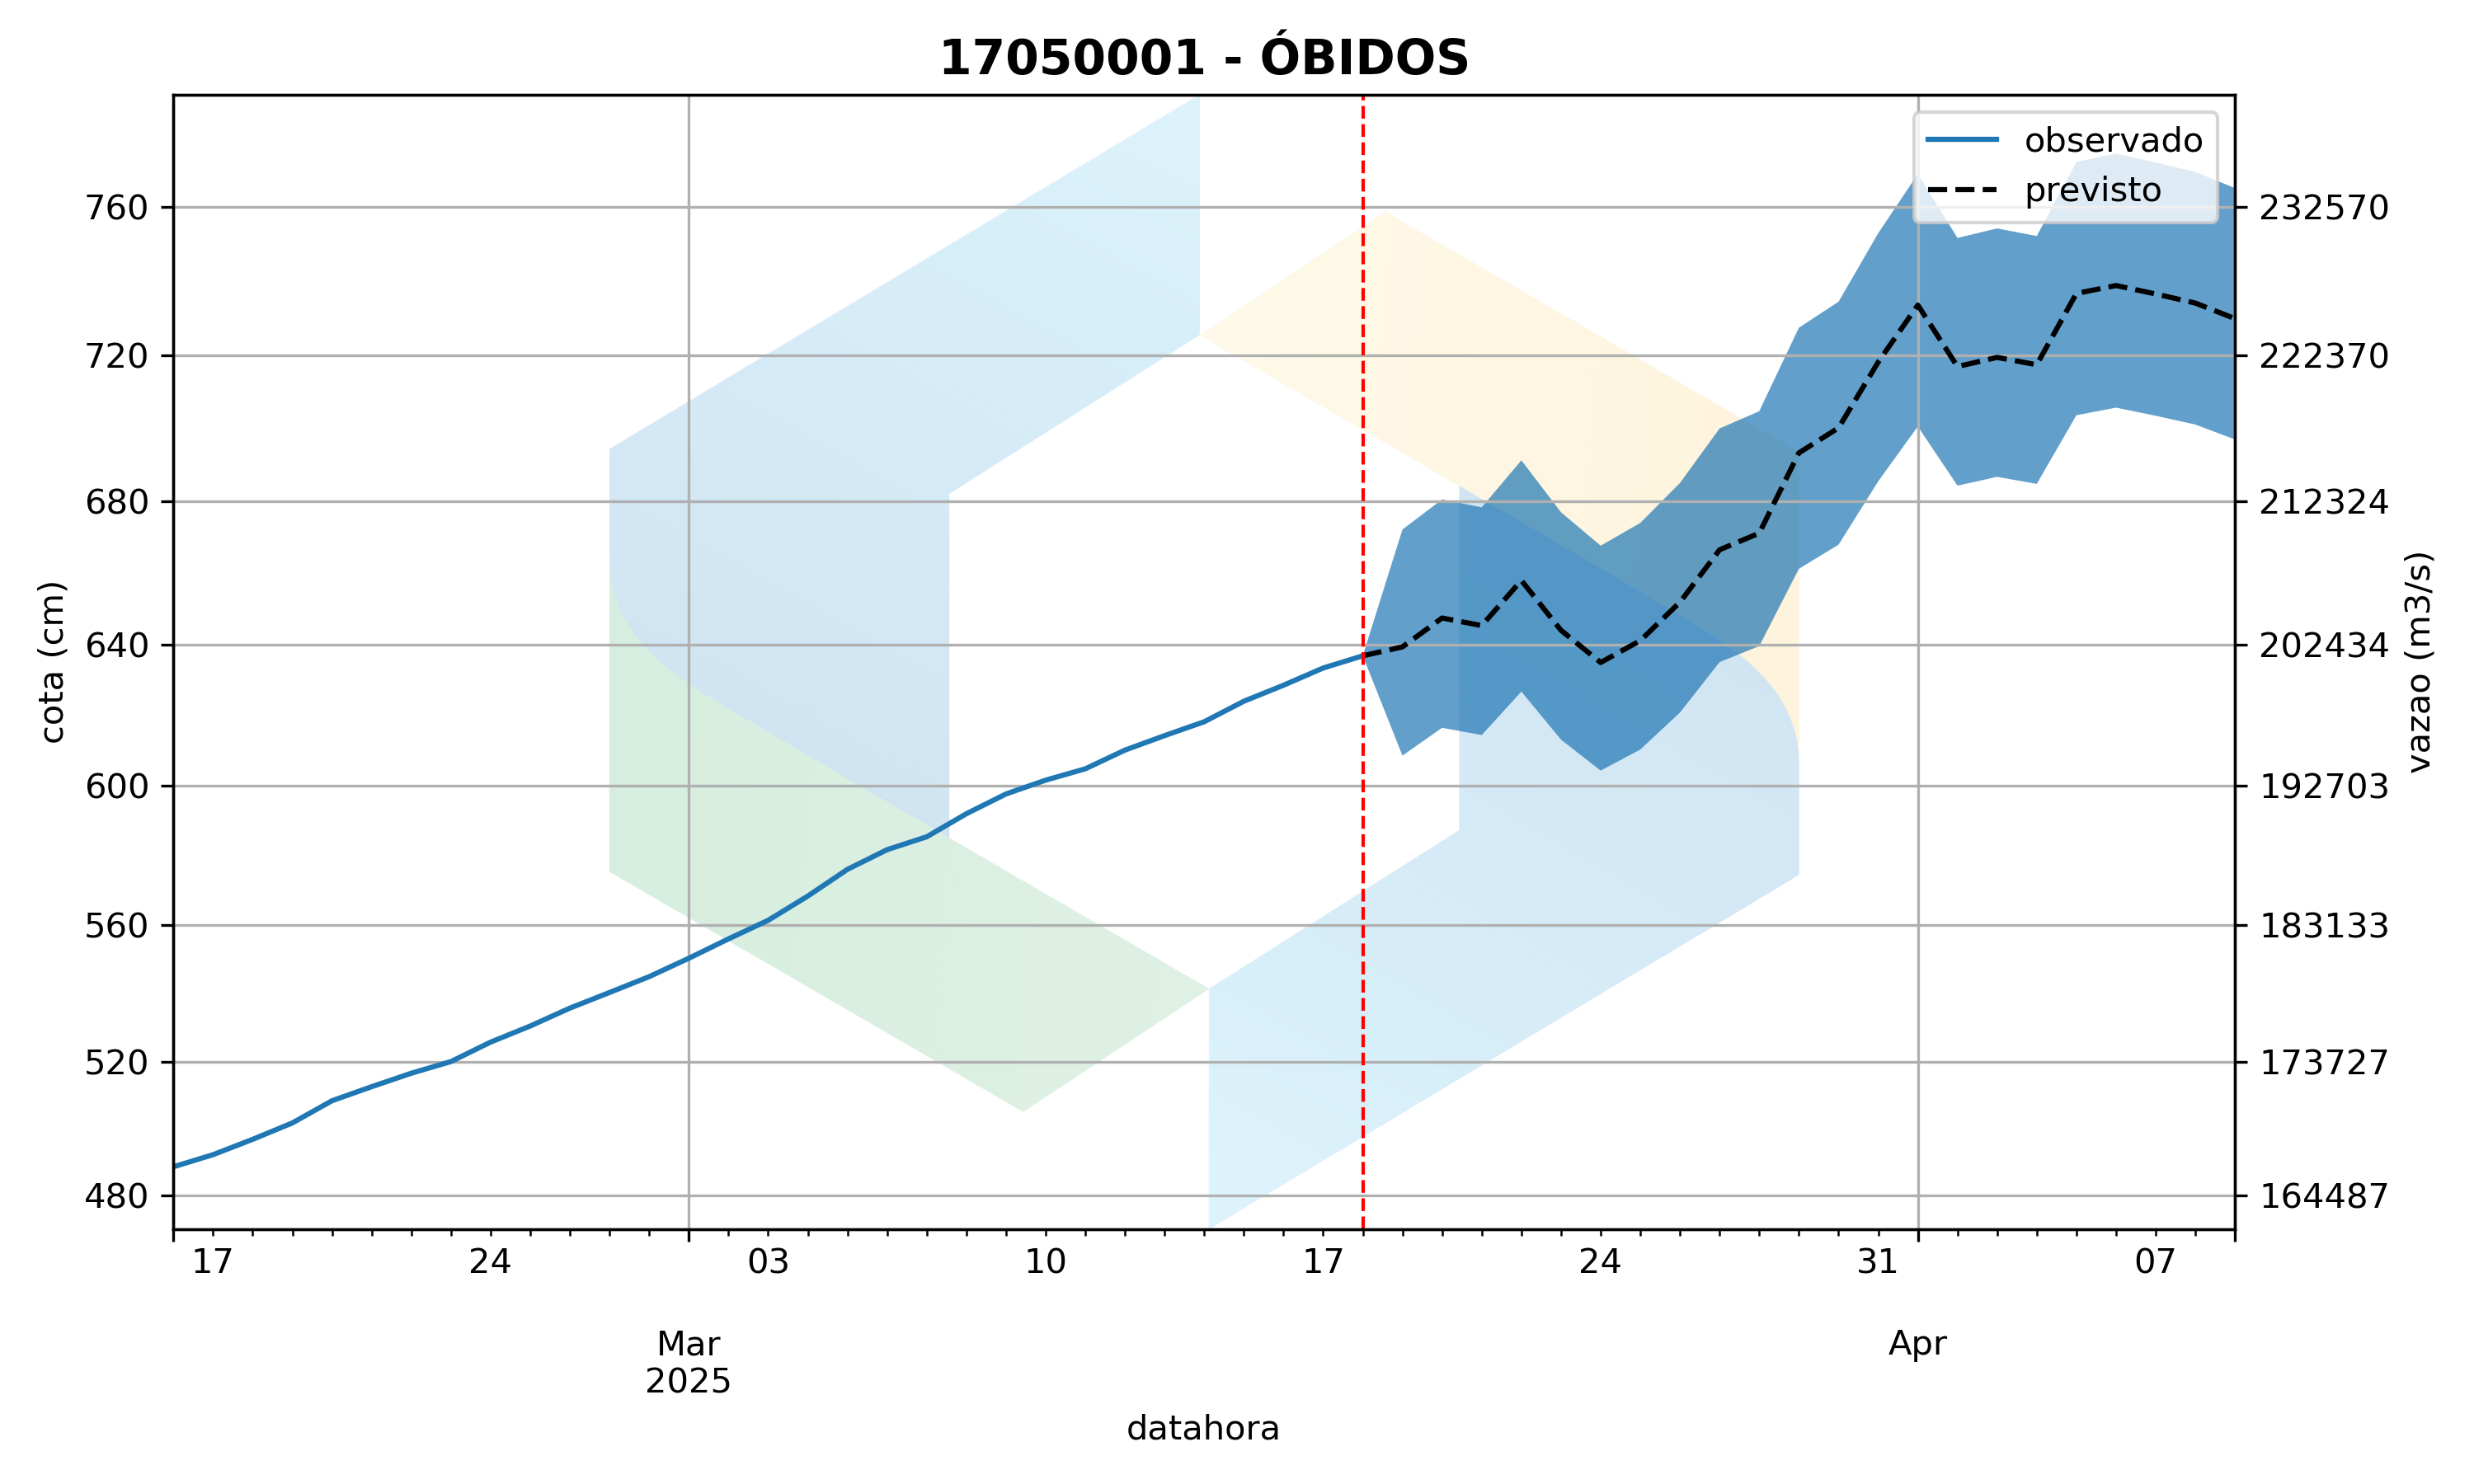 17050001 - ÓBIDOS
observado
previsto
760
720
680
640
600
560
520
480
cota (cm)
232570
222370
212324
202434
192703
183133
173727
164487
vazao (m3/s)
17 24 03 10 17 24 31 07
Mar Apr
2025
datahora